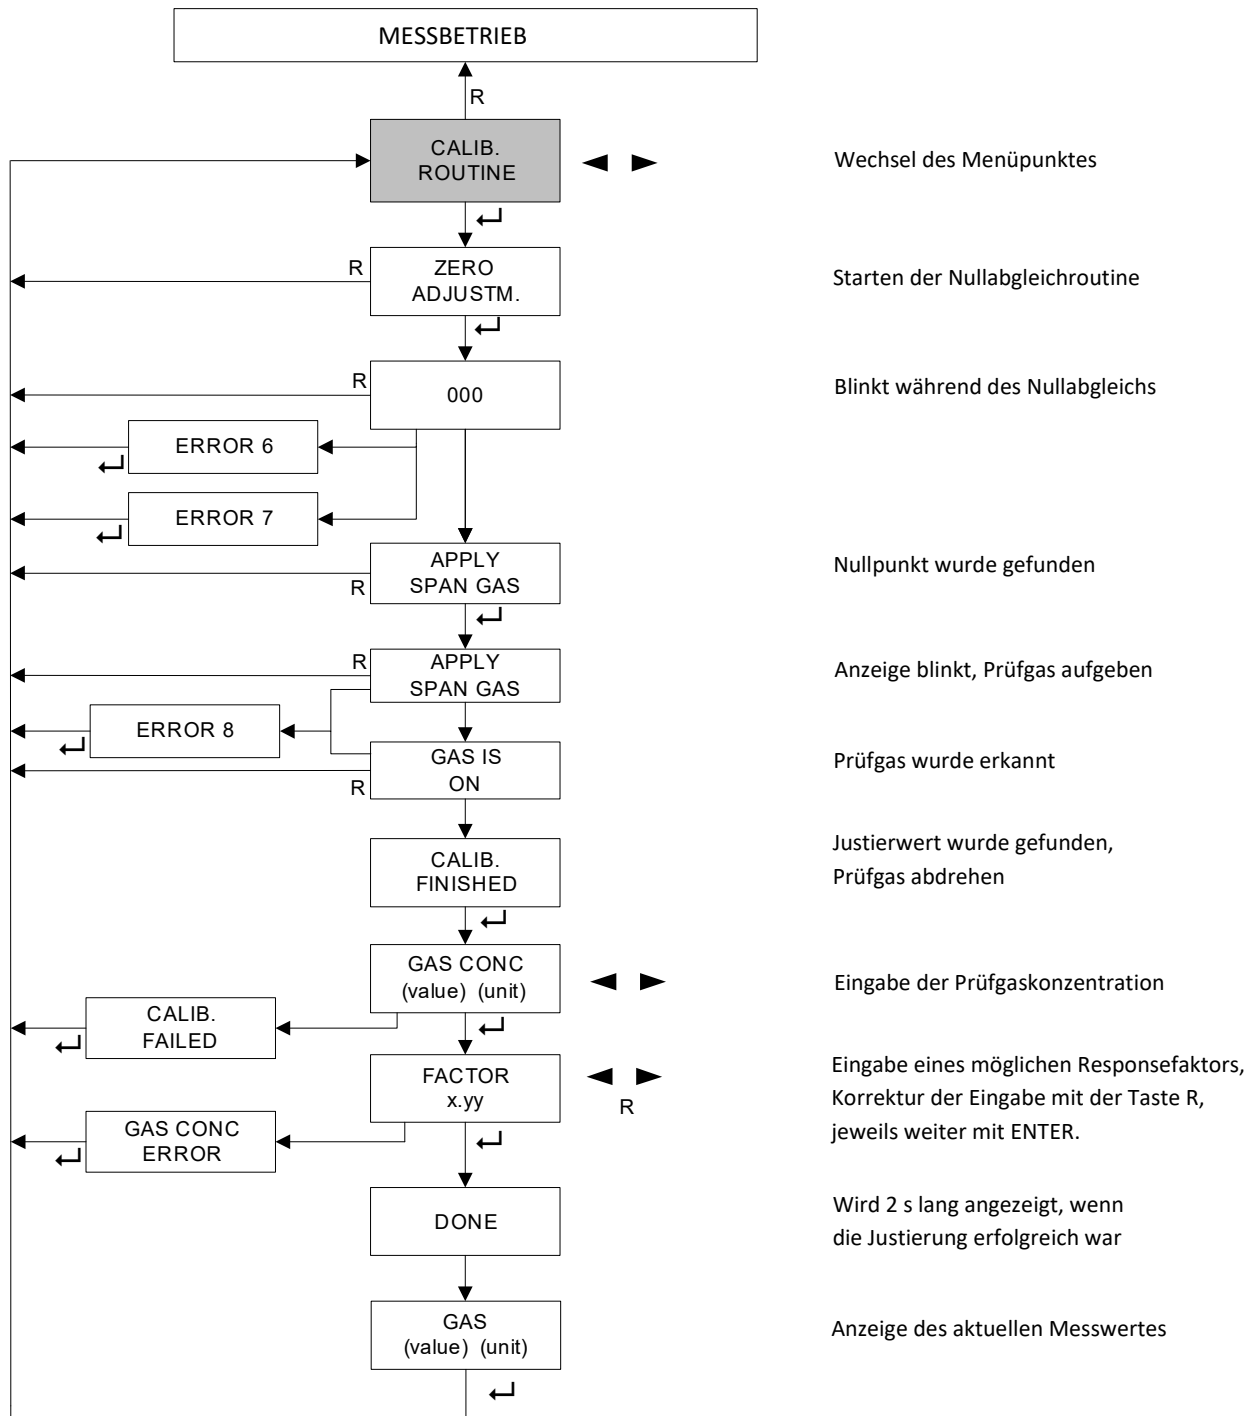 MESSBETRIEB
R
CALIB.
ROUTINE
Wechsel des Menüpunktes
R
ZERO
ADJUSTM.
Starten der Nullabgleichroutine
R
000
Blinkt während des Nullabgleichs
ERROR 6
ERROR 7
APPLY
SPAN GAS
R
Nullpunkt wurde gefunden
R
APPLY
SPAN GAS
Anzeige blinkt, Prüfgas aufgeben
ERROR 8
GAS IS
ON
R
Prüfgas wurde erkannt
CALIB.
FINISHED
Justierwert wurde gefunden,
Prüfgas abdrehen
GAS CONC
(value) (unit)
Eingabe der Prüfgaskonzentration
CALIB.
FAILED
FACTOR
x.yy
R
Eingabe eines möglichen Responsefaktors,
Korrektur der Eingabe mit der Taste R,
jeweils weiter mit ENTER.
GAS CONC
ERROR
DONE
Wird 2 s lang angezeigt, wenn
die Justierung erfolgreich war
GAS
(value) (unit)
Anzeige des aktuellen Messwertes